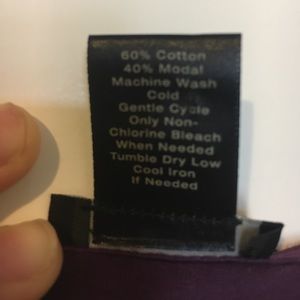 60% Cotton
40% Modal
Machine Wash
Cold
Gentle Cycle
Only Non-
Chlorine Bleach
When Needed
Tumble Dry Low
Cool Iron
If Needed